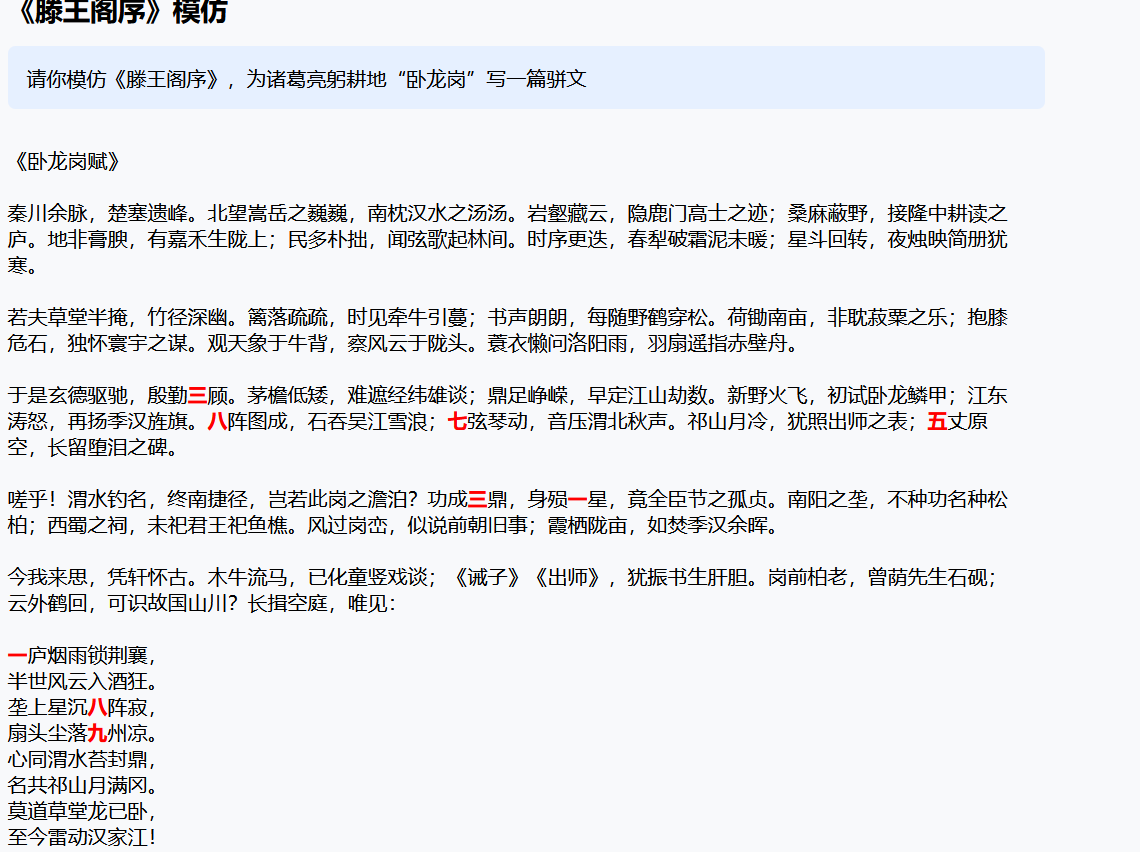 《滕王阁序》模仿
请你模仿《滕王阁序》，为诸葛亮躬耕地“卧龙岗”写一篇骈文
《卧龙岗赋》
秦川余脉，楚塞遗峰。北望嵩岳之巍巍，南枕汉水之汤汤。岩壑藏云，隐鹿门高士之迹；桑麻蔽野，接隆中耕读之
庐。地非膏腴，有嘉禾生陇上；民多朴拙，闻弦歌起林间。时序更迭，春犁破霜泥未暖；星斗回转，夜烛映简册犹
寒。
若夫草堂半掩，竹径深幽。篱落疏疏，时见牵牛引蔓；书声朗朗，每随野鹤穿松。荷锄南亩，非耽菽粟之乐；抱膝
危石，独怀寰宇之谋。观天象于牛背，察风云于陇头。蓑衣懒问洛阳雨，羽扇遥指赤壁舟。
于是玄德驱驰，殷勤三顾。茅檐低矮，难遮经纬雄谈；鼎足峥嵘，早定江山劫数。新野火飞，初试卧龙鳞甲；江东
涛怒，再扬季汉旌旗。八阵图成，石吞吴江雪浪；七弦琴动，音压渭北秋声。祁山月冷，犹照出师之表；五丈原
空，长留堕泪之碑。
嗟乎！渭水钓名，终南捷径，岂若此岗之澹泊？功成三鼎，身殒一星，竟全臣节之孤贞。南阳之垄，不种功名种松
柏；西蜀之祠，未祀君王祀鱼樵。风过岗峦，似说前朝旧事；霞栖陇亩，如焚季汉余晖。
今我来思，凭轩怀古。木牛流马，已化童竖戏谈；《诫子》《出师》，犹振书生肝胆。岗前柏老，曾荫先生石砚；
云外鹤回，可识故国山川？长揖空庭，唯见：
一庐烟雨锁荆襄，
半世风云入酒狂。
垄上星沉八阵寂，
扇头尘落九州凉。
心同渭水苔封鼎，
名共祁山月满冈。
莫道草堂龙已卧，
至今雷动汉家江！